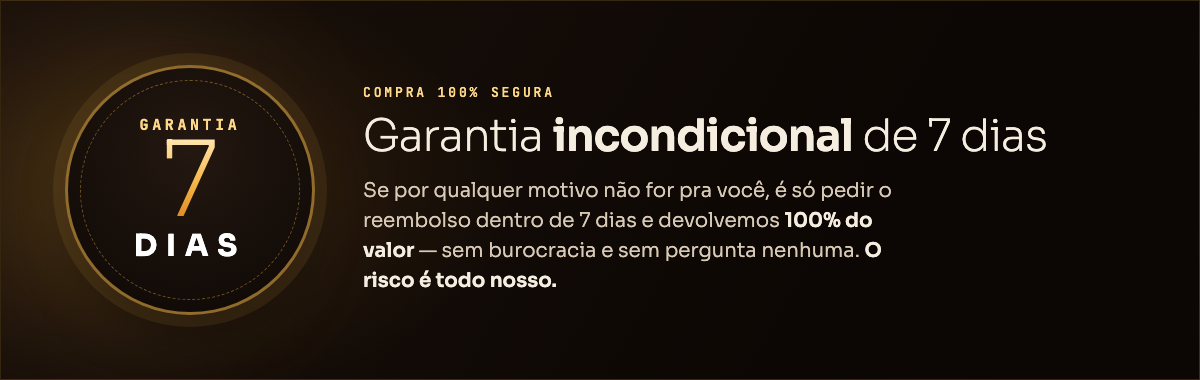 GARANTIA
7
DIAS
COMPRA 100% SEGURA
Garantia incondicional de 7 dias
Se por qualquer motivo não for pra você, é só pedir o
reembolso dentro de 7 dias e devolvemos 100% do
valor — sem burocracia e sem pergunta nenhuma. O
risco é todo nosso.